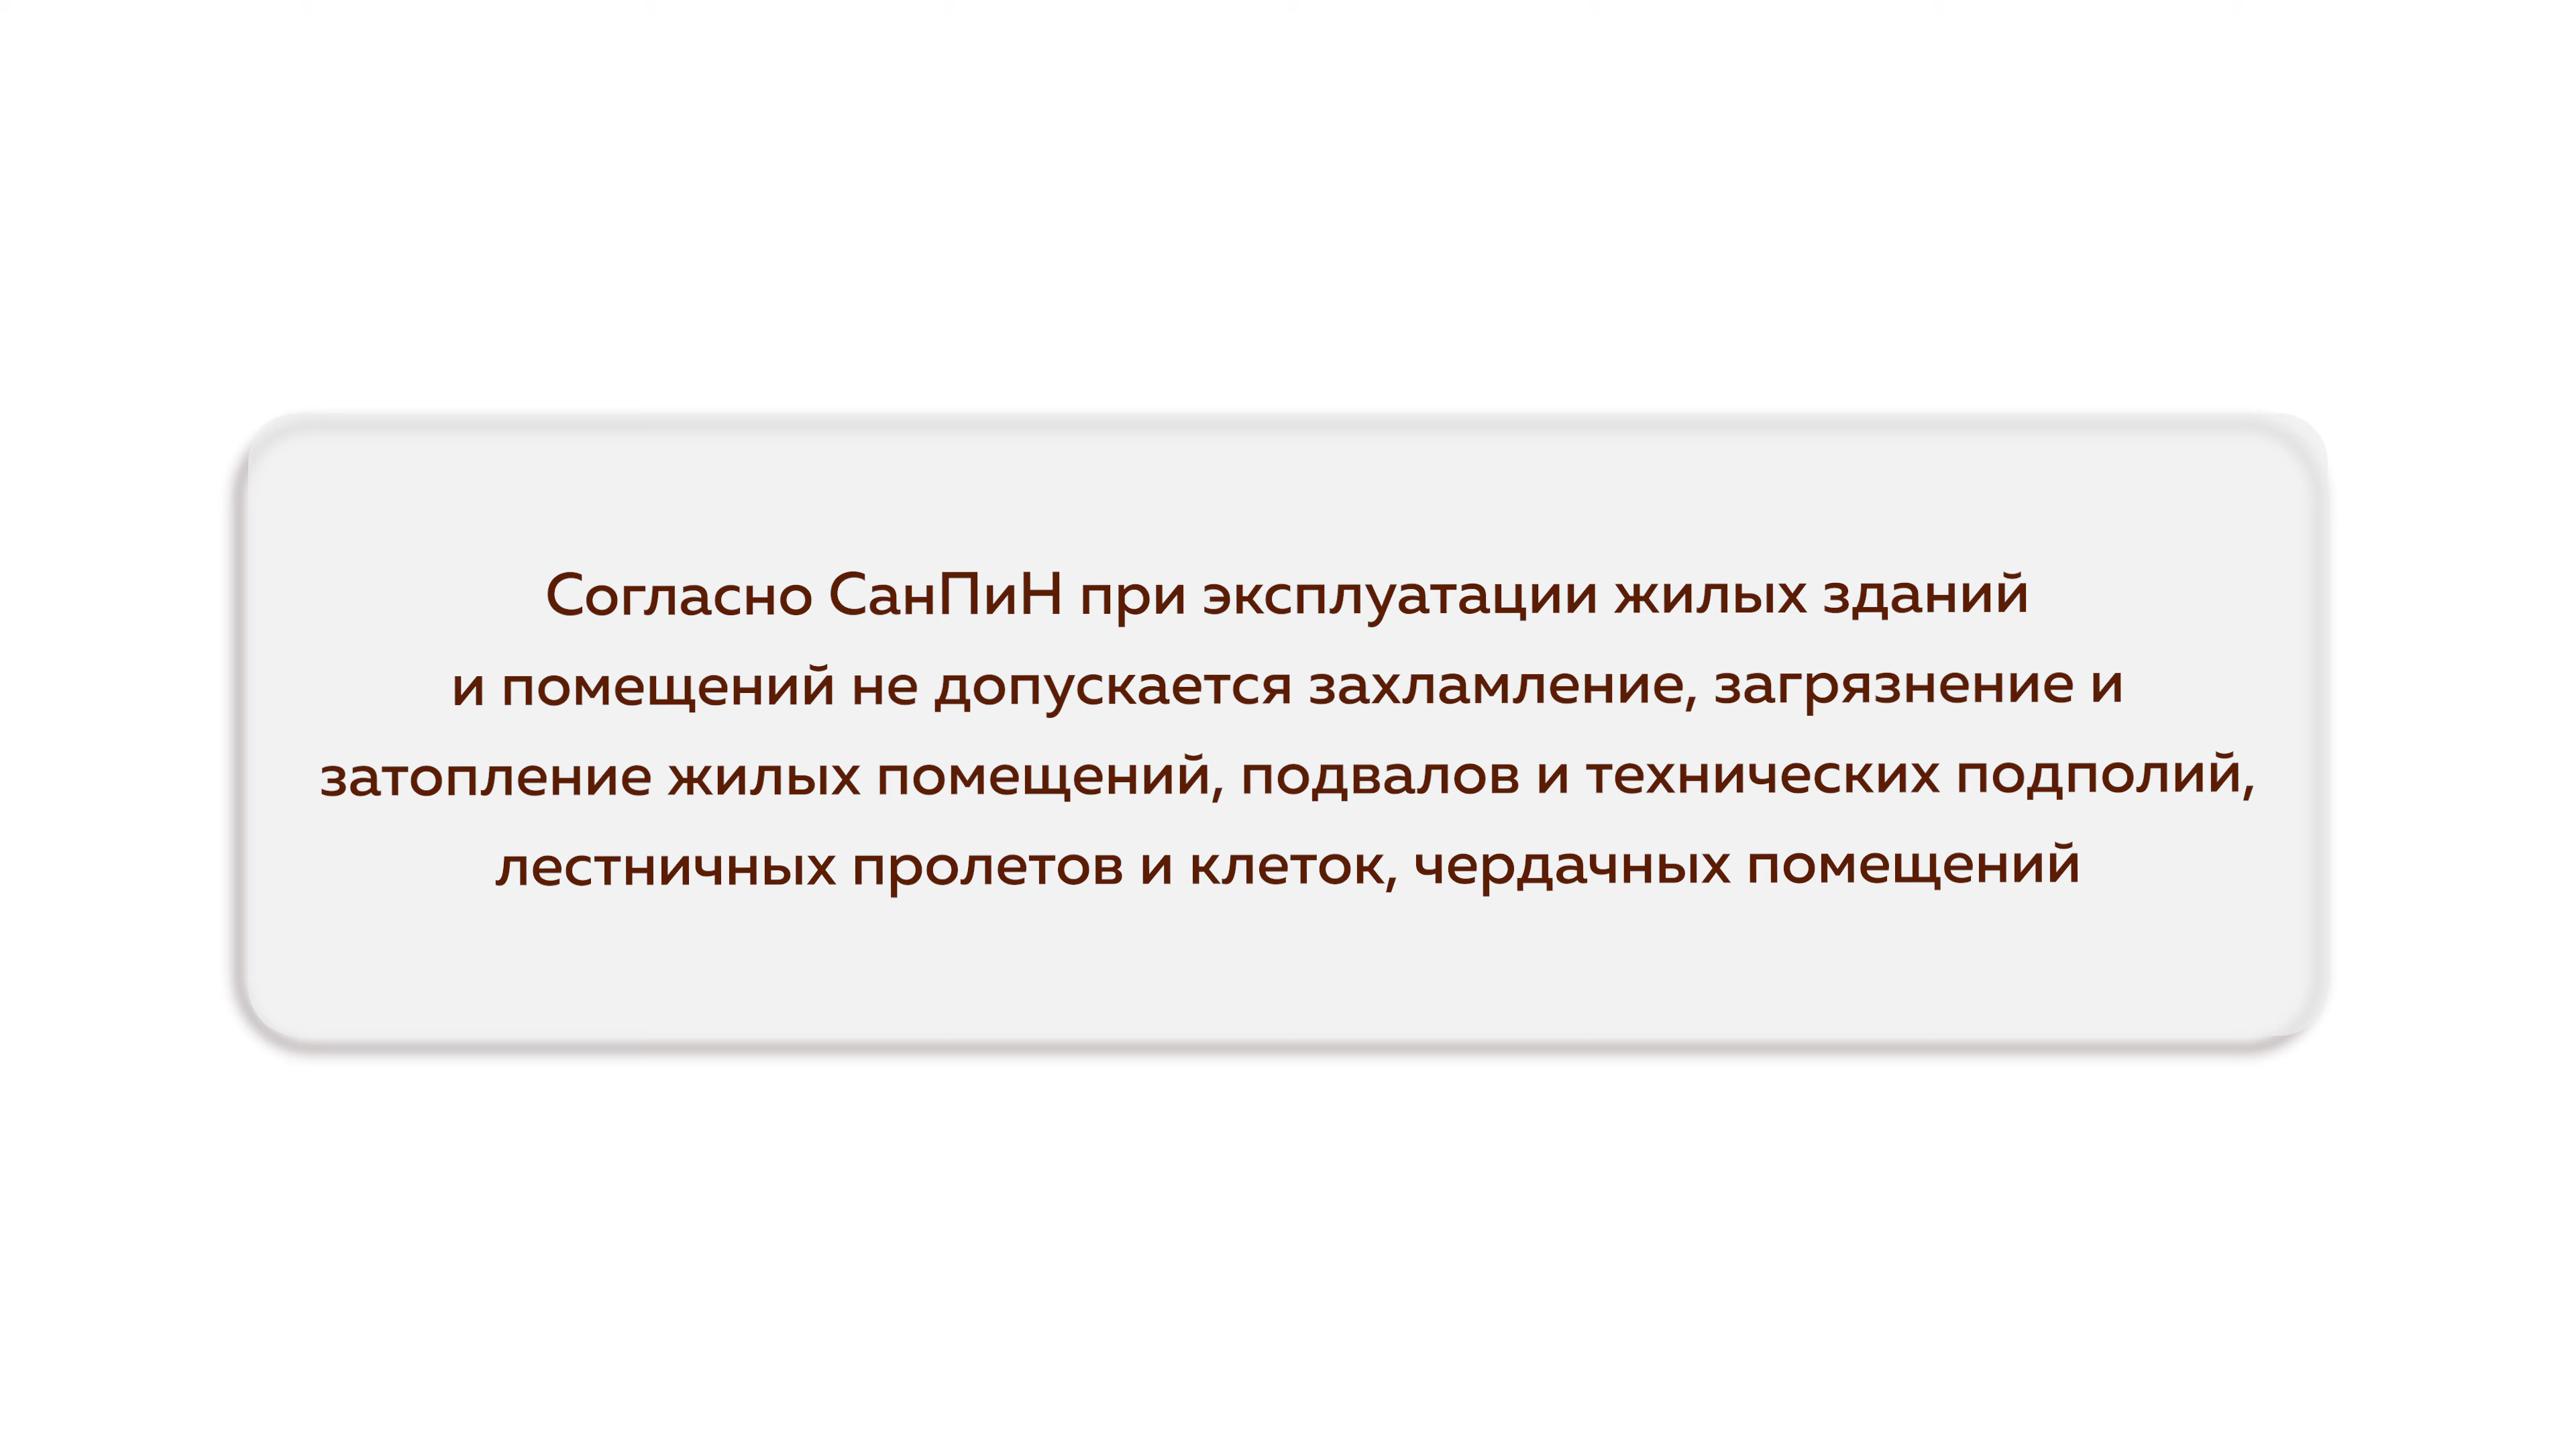 Согласно СанПиН при эксплуатации жилых зданий
и помещений не допускается захламление, загрязнение и
затопление жилых помещений, подвалов и технических подполий,
лестничных пролетов и клеток, чердачных помещений